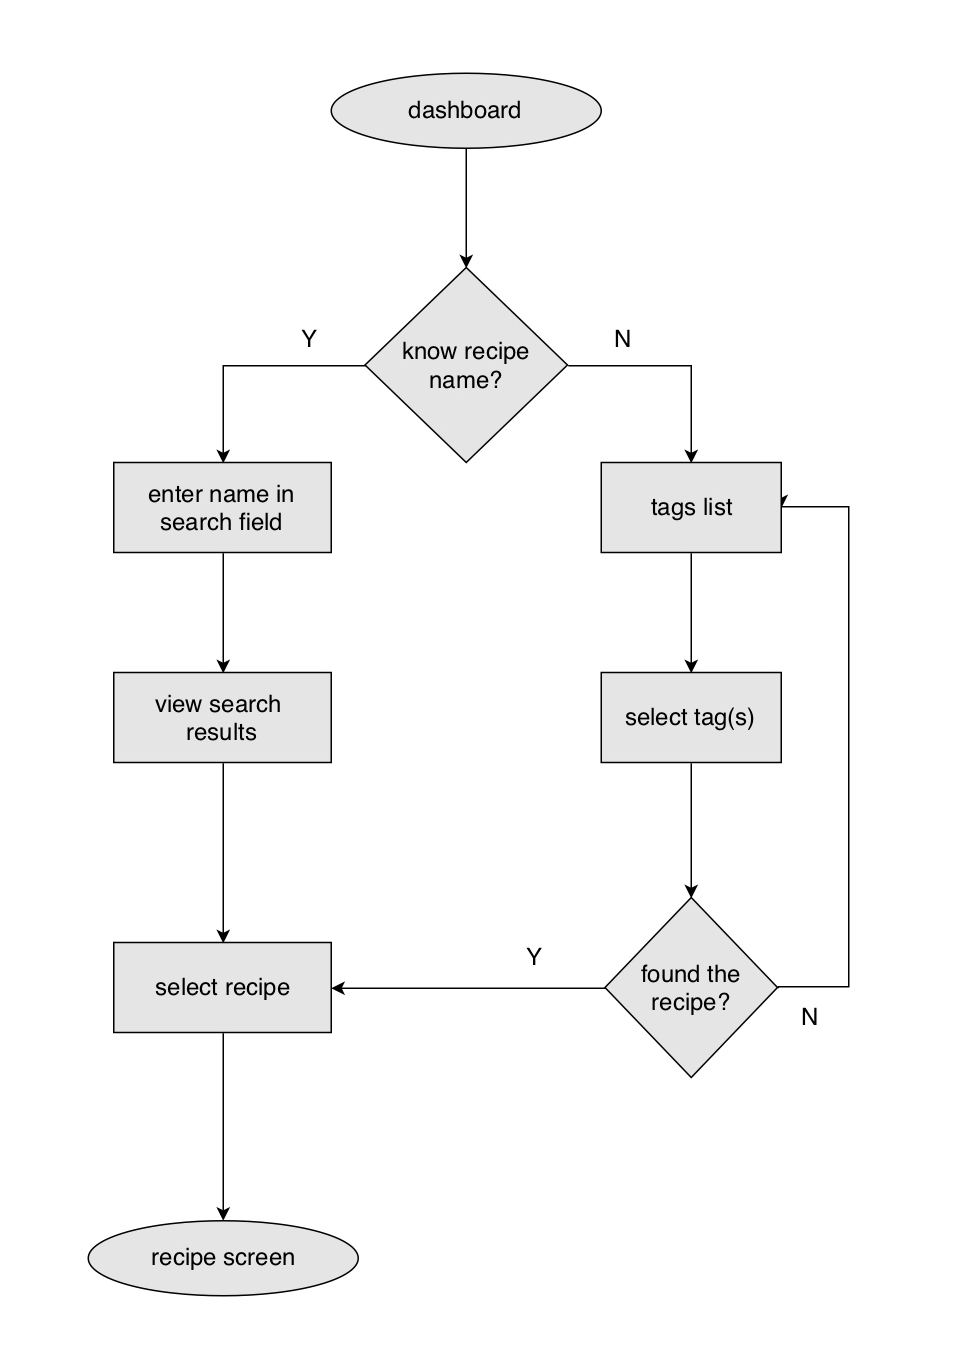 dashboard
Y
N
know recipe
name?
enter name in
search field
tags list
view search
results
select tag(s)
Y
found the
recipe?
select recipe
N
recipe screen